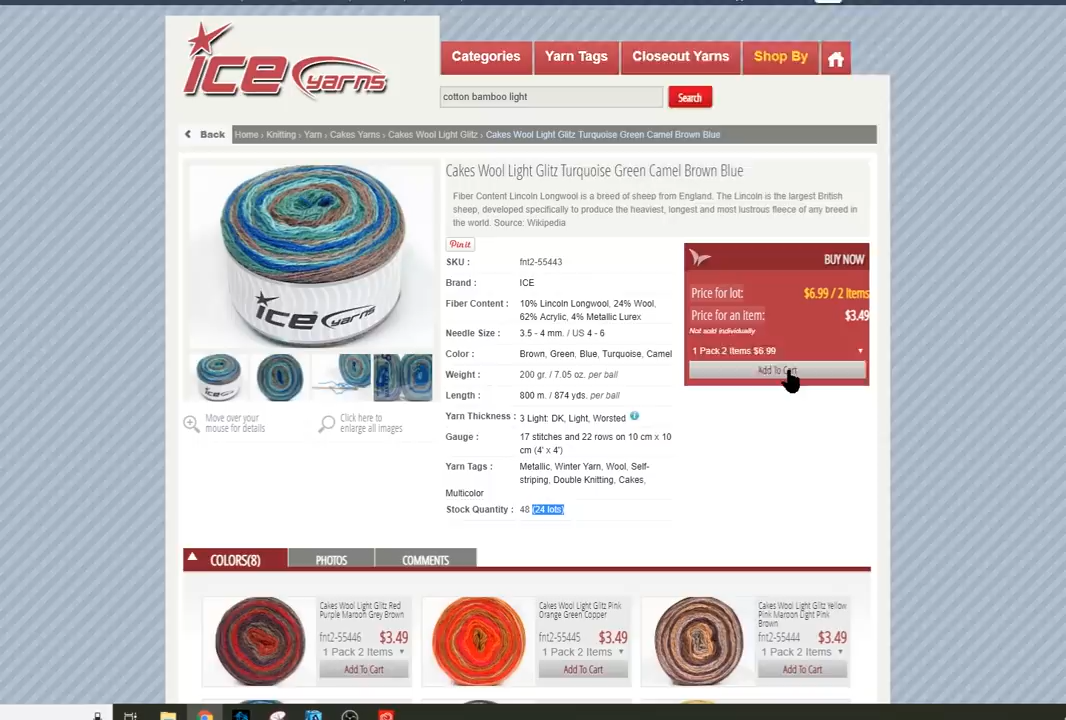 ice yarns
Categories
Yarn Tags
Closeout Yarns
Shop By
cotton bamboo light
Search
Back
Home › Knitting › Yarn › Cakes Yarns › Cakes Wool Light Glitz › Cakes Wool Light Glitz Turquoise Green Camel Brown Blue
Cakes Wool Light Glitz Turquoise Green Camel Brown Blue
Fiber Content Lincoln Longwool is a breed of sheep from England. The Lincoln is the largest British
sheep, developed specifically to produce the heaviest, longest and most lustrous fleece of any breed in
the world. Source: Wikipedia
Pin it
SKU : fnt2-55443
Brand : ICE
Fiber Content : 10% Lincoln Longwool, 24% Wool,
62% Acrylic, 4% Metallic Lurex
Needle Size : 3.5 - 4 mm. / US 4 - 6
Color : Brown, Green, Blue, Turquoise, Camel
Weight : 200 gr. / 7.05 oz. per ball
Length : 800 m. / 874 yds. per ball
Yarn Thickness : 3 Light: DK, Light, Worsted
Gauge : 17 stitches and 22 rows on 10 cm x 10
cm (4' x 4')
Yarn Tags : Metallic, Winter Yarn, Wool, Self-
striping, Double Knitting, Cakes,
Multicolor
Stock Quantity : 48 (24 lots)
BUY NOW
Price for lot: $6.99 / 2 Items
Price for an Item: $3.49
Not sold individually
1 Pack 2 Items $6.99
Add To Cart
ice yarns
Move over your
mouse for details
Click here to
enlarge all images
COLORS(8)
PHOTOS
COMMENTS
Cakes Wool Light Glitz Red
Purple Maroon Grey Brown
fnt2-55446 $3.49
1 Pack 2 Items
Add To Cart
Cakes Wool Light Glitz Pink
Orange Green Copper
fnt2-55445 $3.49
1 Pack 2 Items
Add To Cart
Cakes Wool Light Glitz Yellow
Pink Maroon Light Pink
Brown
fnt2-55444 $3.49
1 Pack 2 Items
Add To Cart